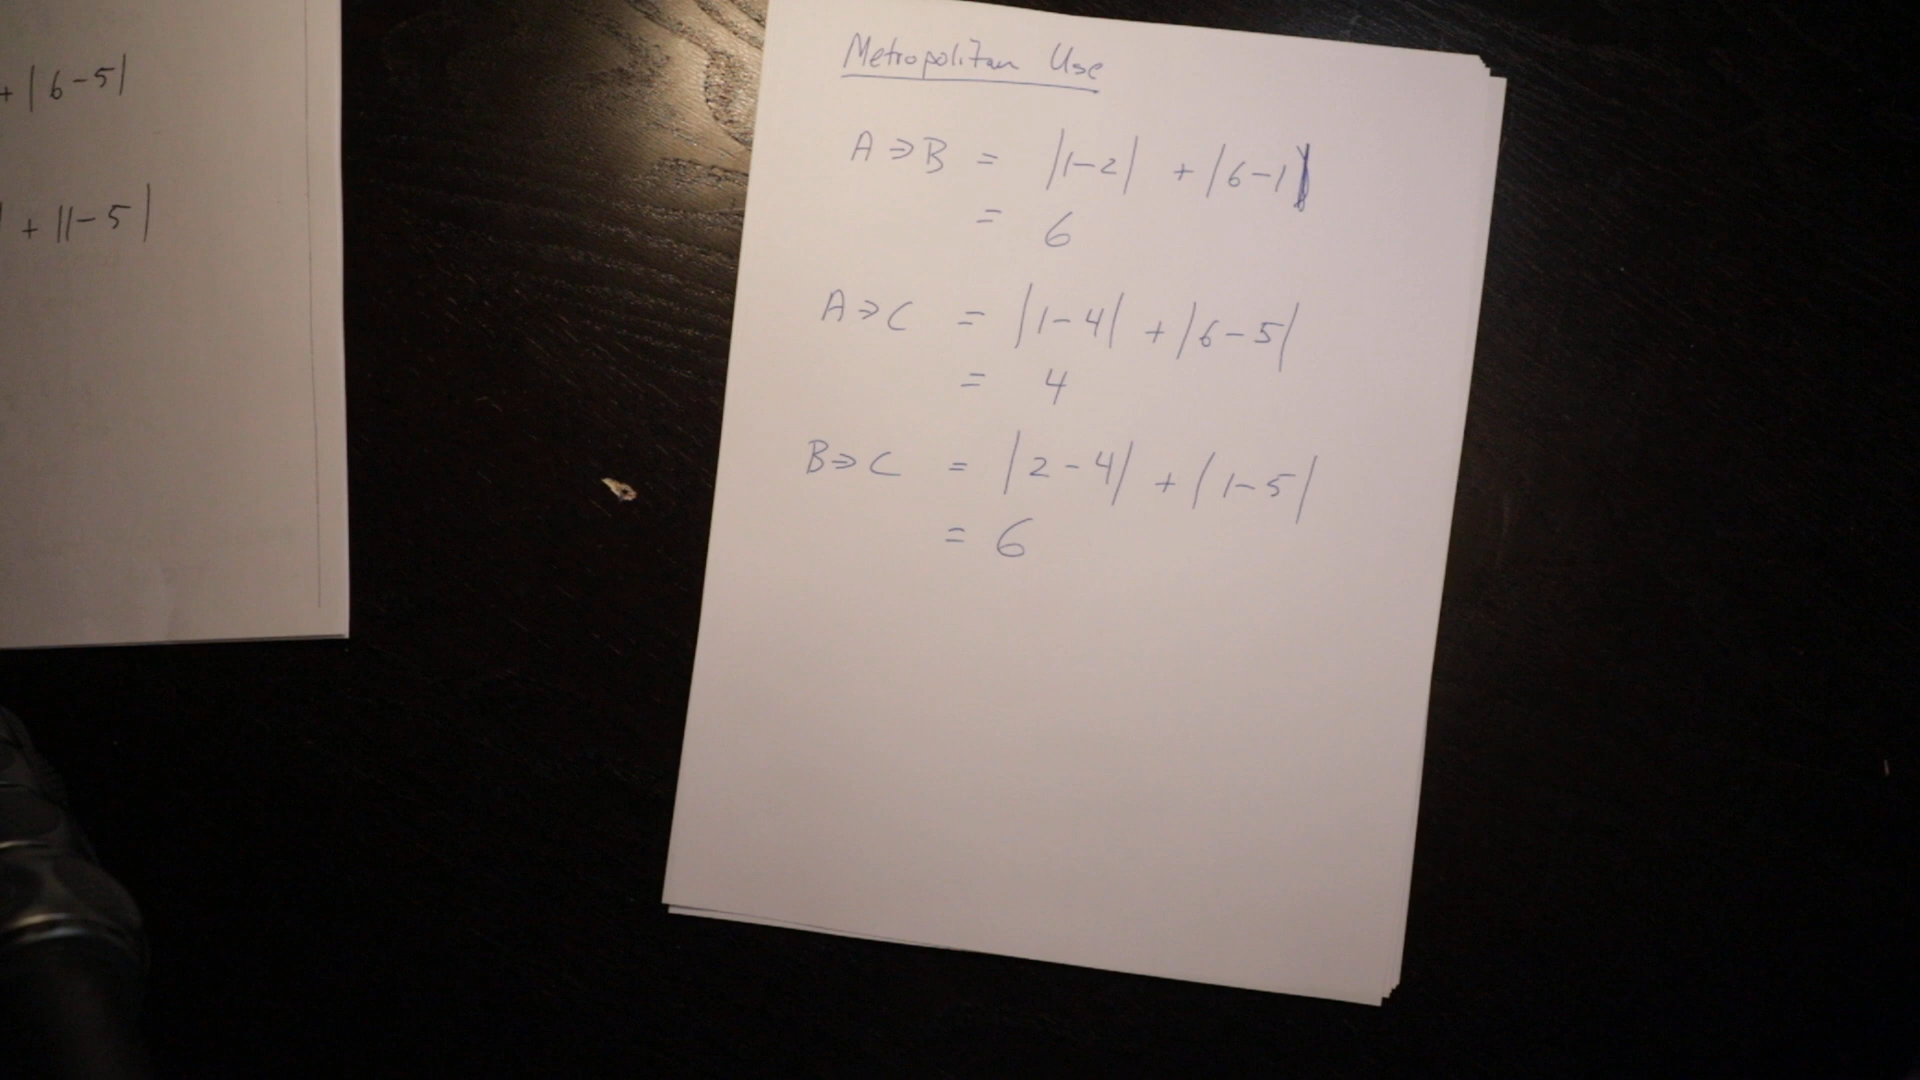 + |6-5|
| + |1-5|
Metropolitan Use
A ⇒ B = |1-2| + |6-1|
= 6
A ⇒ C = |1-4| + |6-5|
= 4
B ⇒ C = |2-4| + |1-5|
= 6